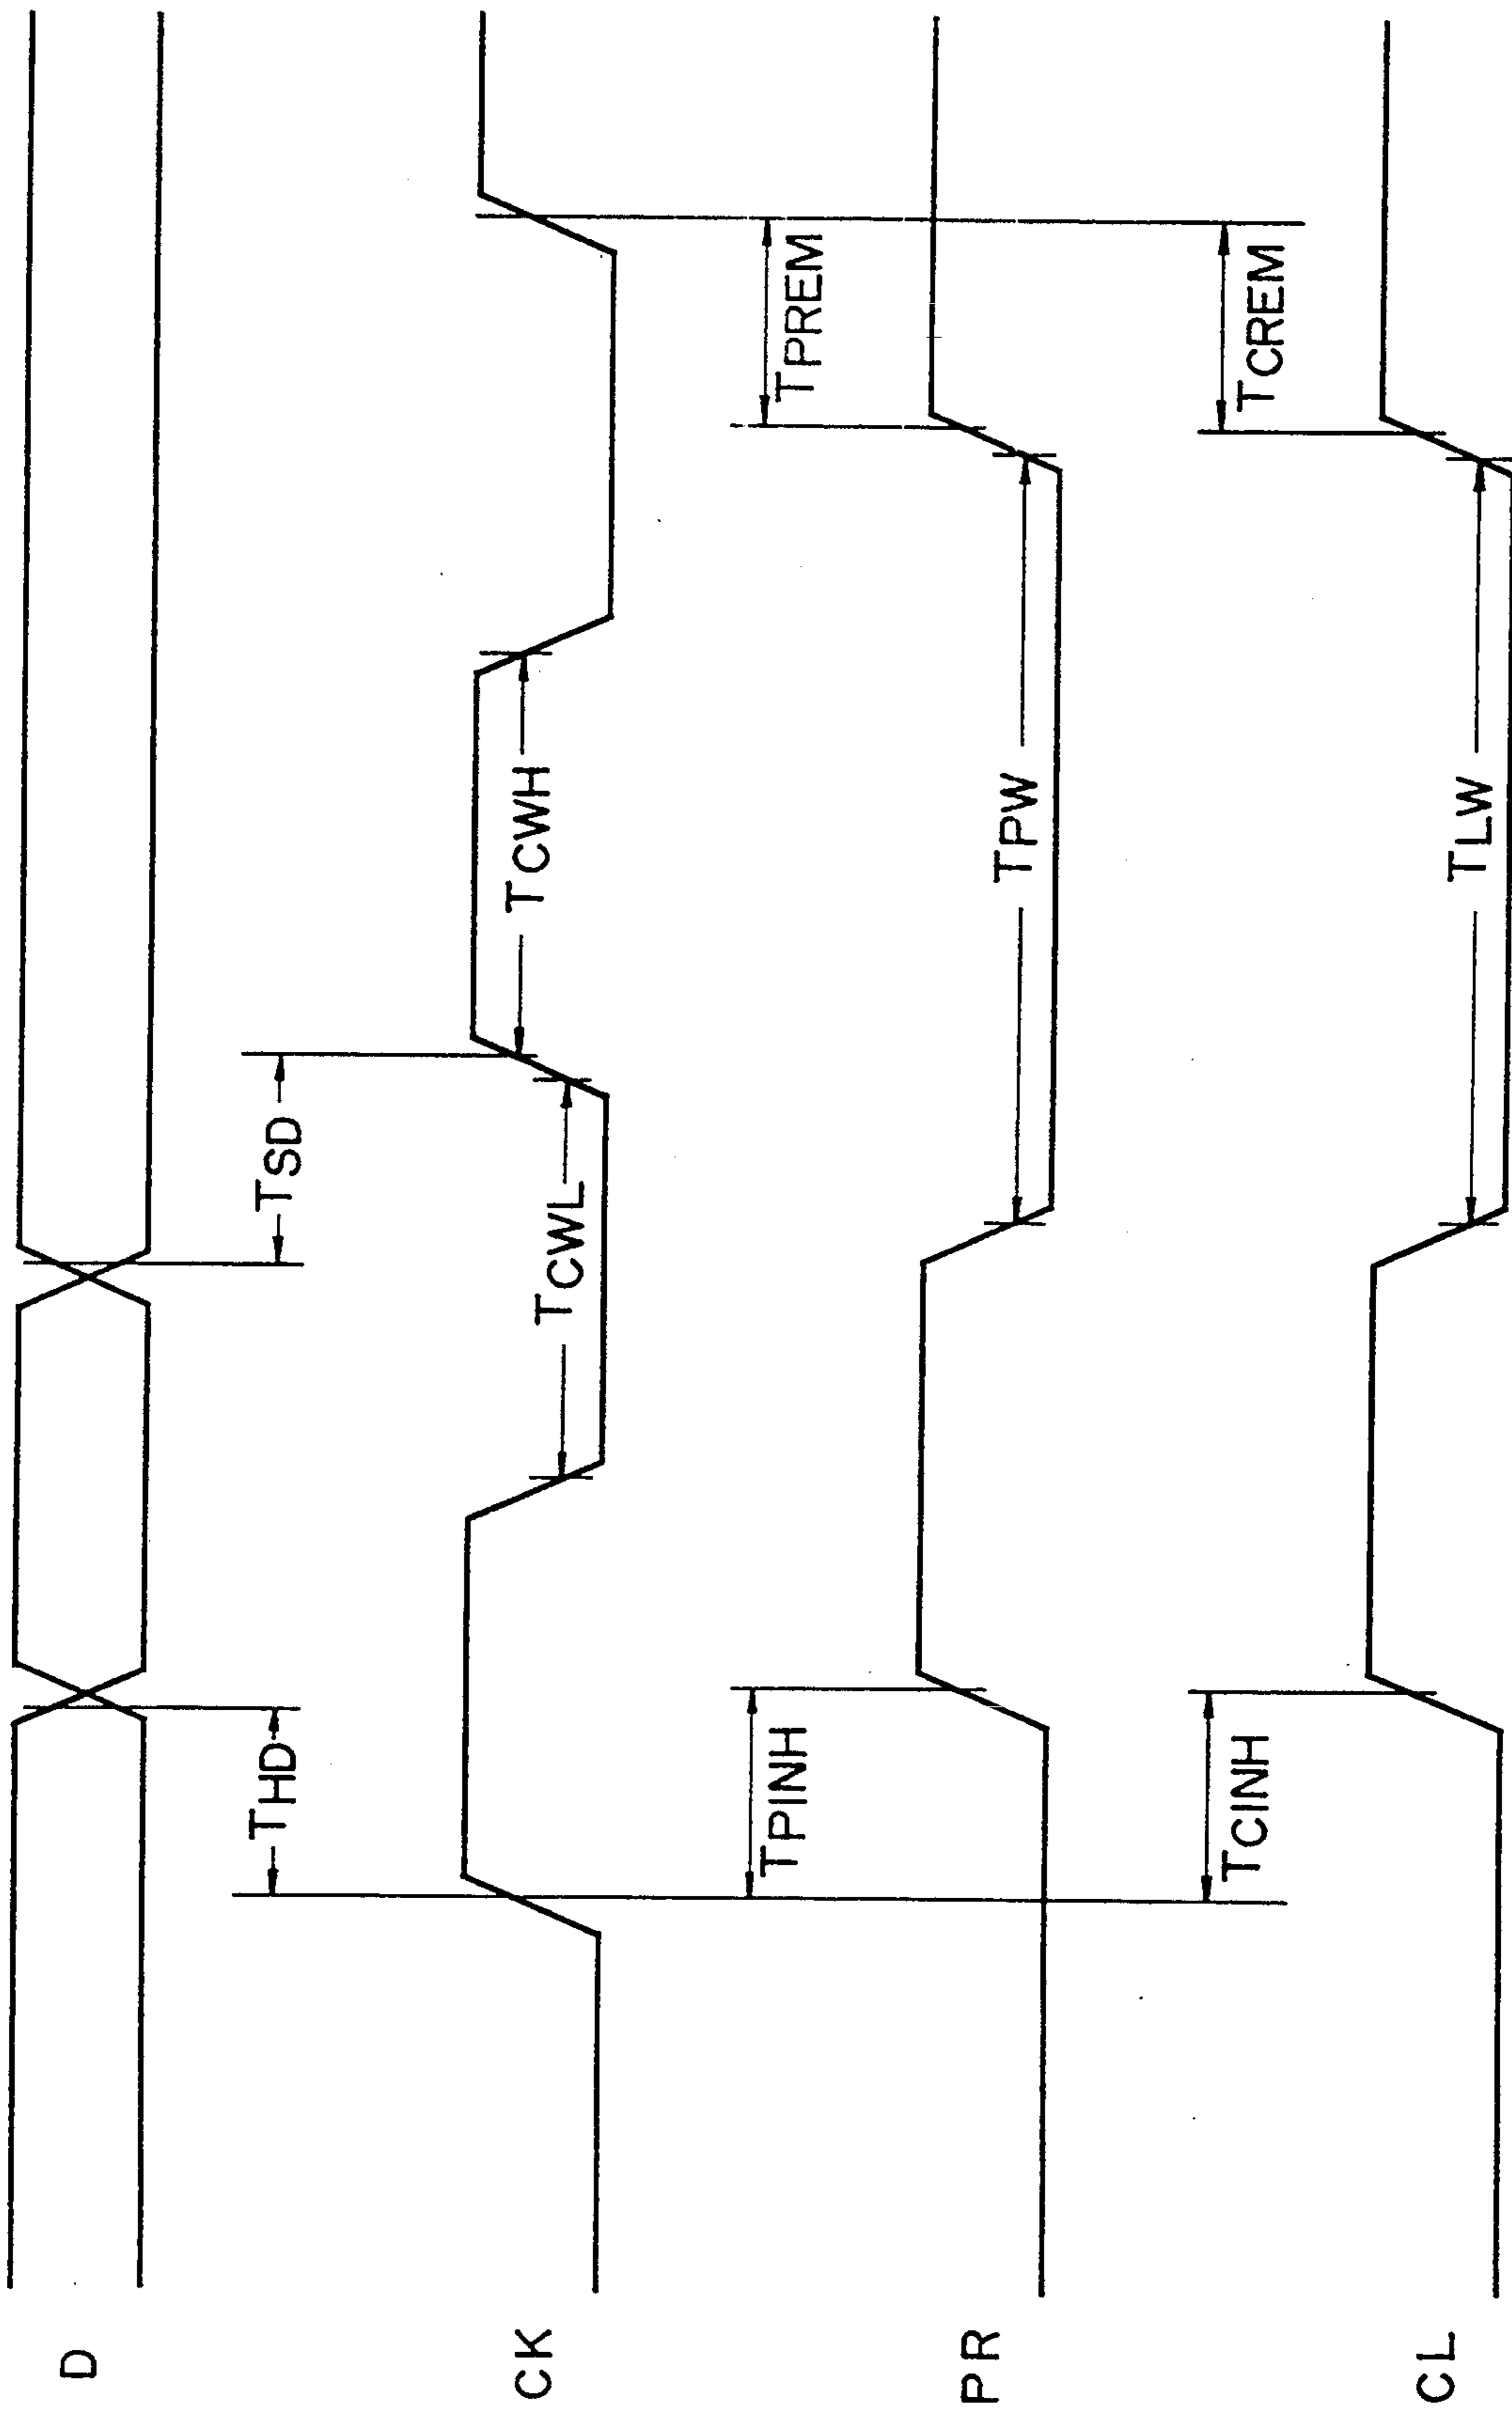 D
THD
TSD
CK
TCWL
TCWH
PR
TPINH
TPW
TPREM
CL
TCINH
TLW
TCREM